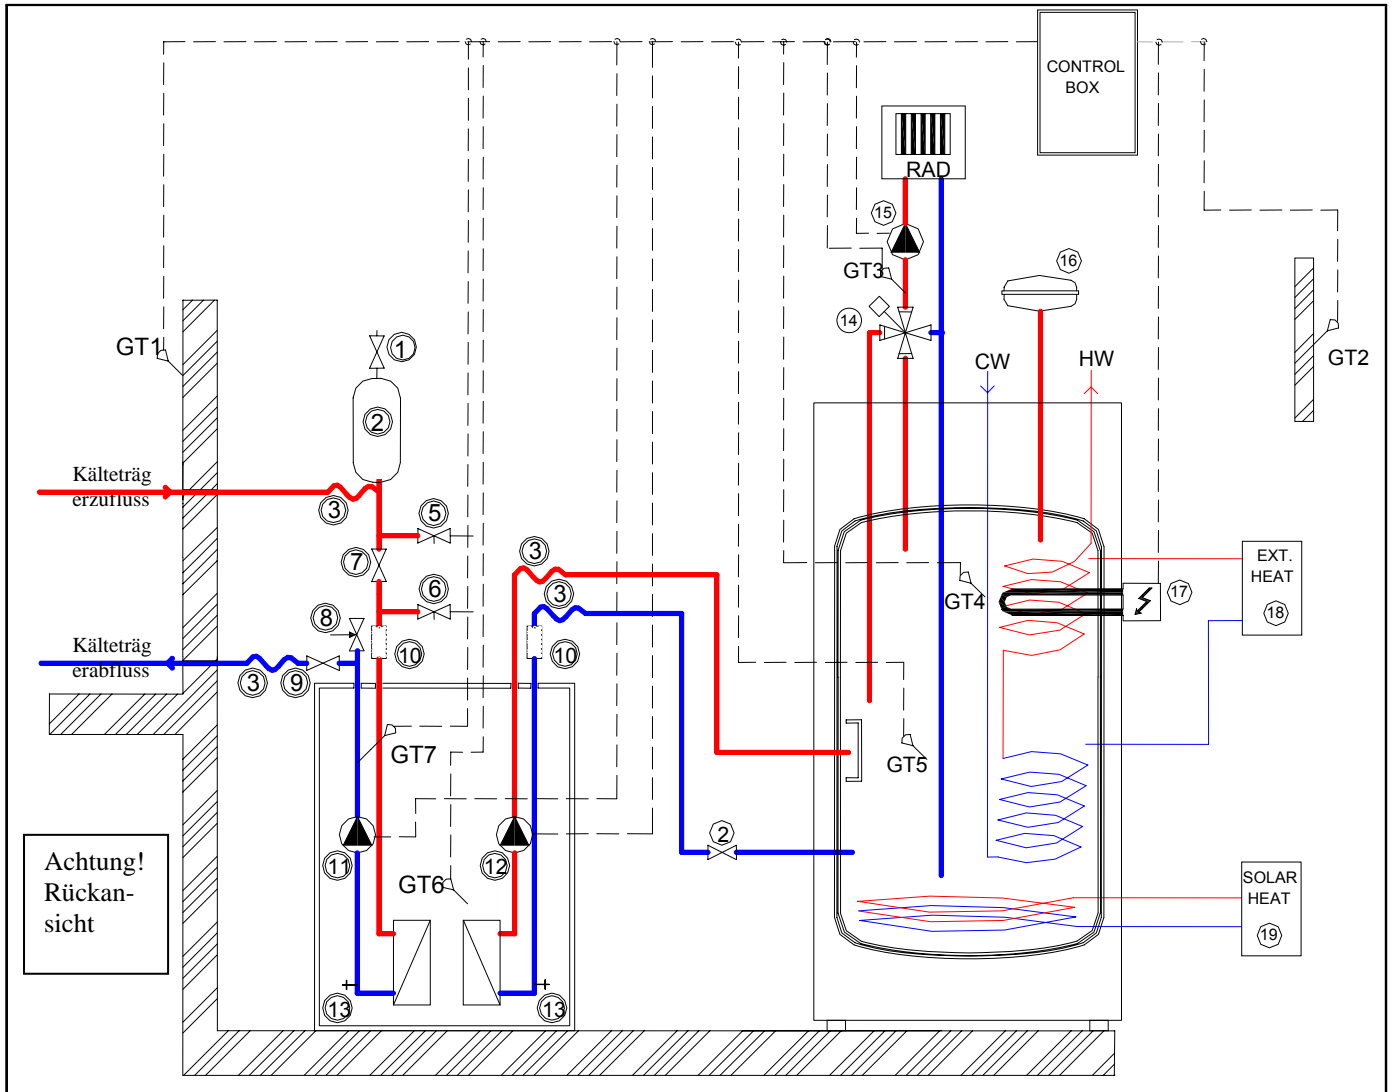 CONTROL
BOX
RAD
15
GT3
16
14
GT1
GT2
CW
HW
1
2
Kälteträg
erzufluss
3
5
7
3
3
6
8
10
10
Kälteträg
erabfluss
3
9
EXT.
HEAT
18
17
GT4
GT7
GT5
11
12
2
GT6
Achtung!
Rückan-
sicht
SOLAR
HEAT
19
13
13